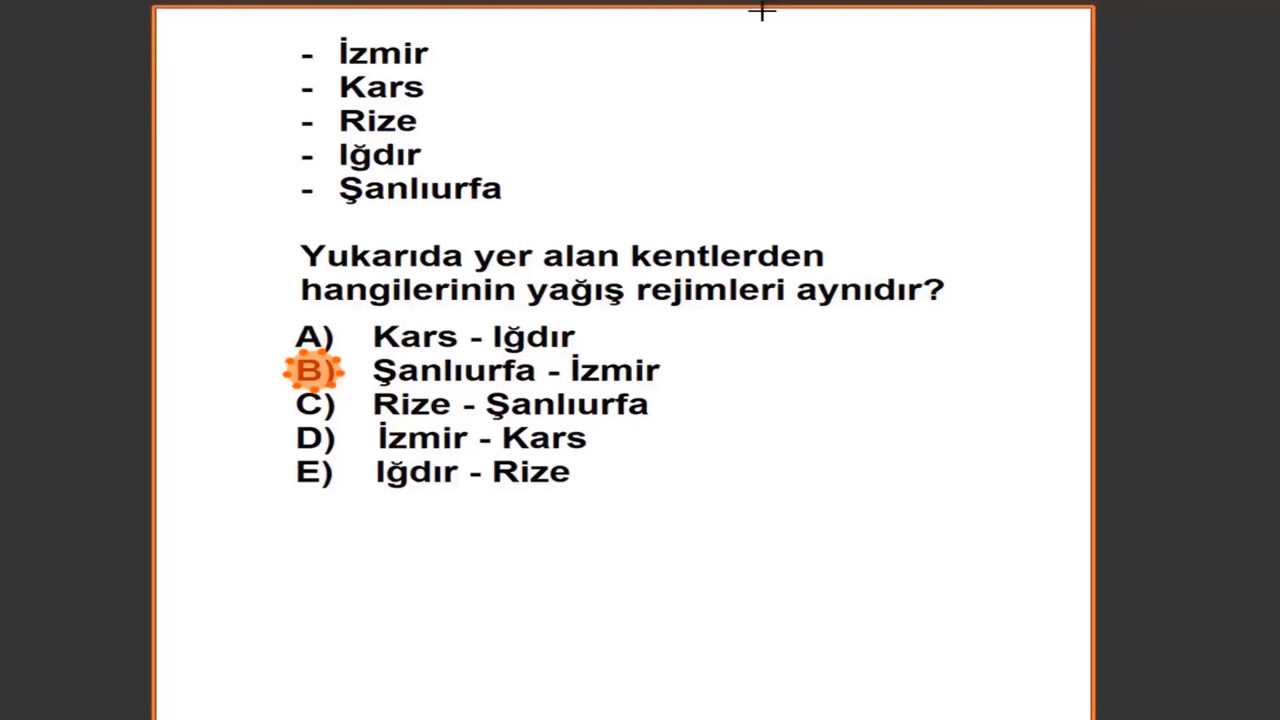 - İzmir
- Kars
- Rize
- Iğdır
- Şanlıurfa
Yukarıda yer alan kentlerden
hangilerinin yağış rejimleri aynıdır?
A) Kars - Iğdır
B) Şanlıurfa - İzmir
C) Rize - Şanlıurfa
D) İzmir - Kars
E) Iğdır - Rize